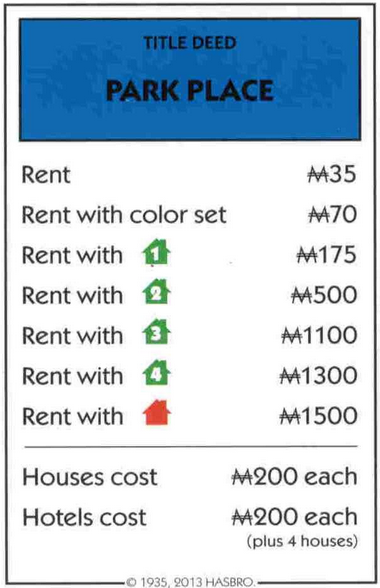 TITLE DEED
PARK PLACE
Rent ₩35
Rent with color set ₩70
Rent with 1 ₩175
Rent with 2 ₩500
Rent with 3 ₩1100
Rent with 4 ₩1300
Rent with ₩1500
Houses cost ₩200 each
Hotels cost ₩200 each
(plus 4 houses)
© 1935, 2013 HASBRO.